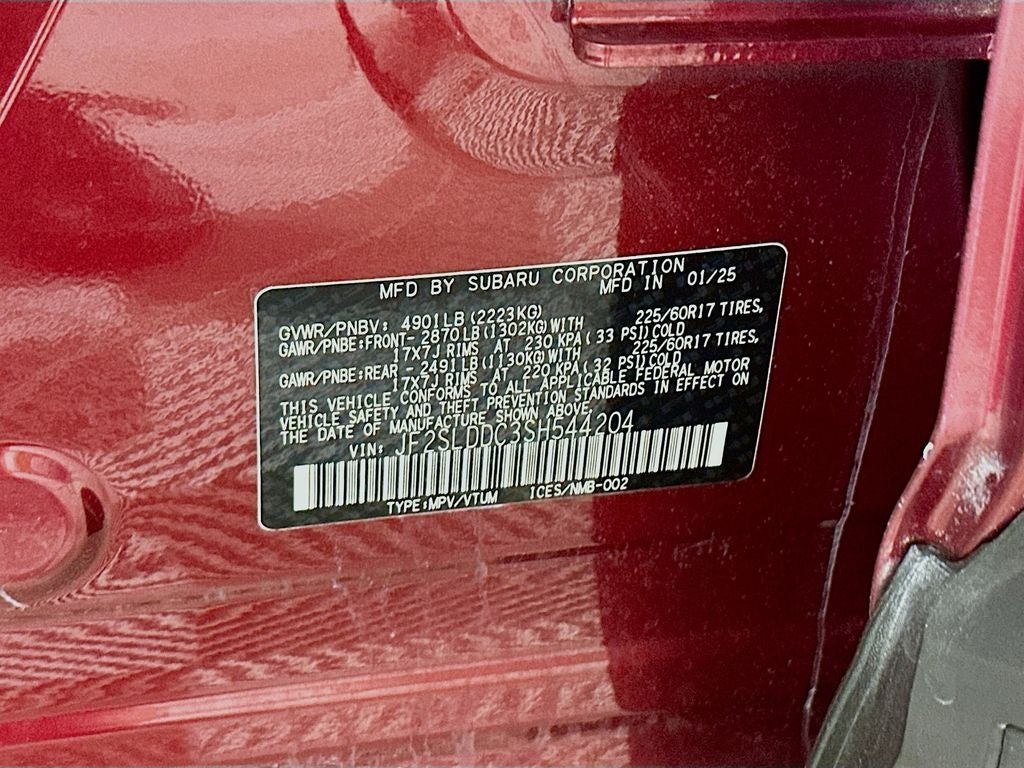 MFD BY SUBARU CORPORATION
MFD IN 01/25
GVWR/PNBV: 4901LB(2223KG)
GAWR/PNBE:FRONT- 2870LB(1302KG)WITH 225/60R17 TIRES,
17X7J RIMS AT 230 KPA( 33 PSI)COLD
GAWR/PNBE:REAR - 2491LB(1130KG)WITH 225/60R17 TIRES,
17X7J RIMS AT 220 KPA( 32 PSI)COLD
THIS VEHICLE CONFORMS TO ALL APPLICABLE FEDERAL MOTOR
VEHICLE SAFETY AND THEFT PREVENTION STANDARDS IN EFFECT ON
THE DATE OF MANUFACTURE SHOWN ABOVE.
VIN: JF2SLDDC3SH544204
TYPE:MPV/VTUM ICES/NMB-002